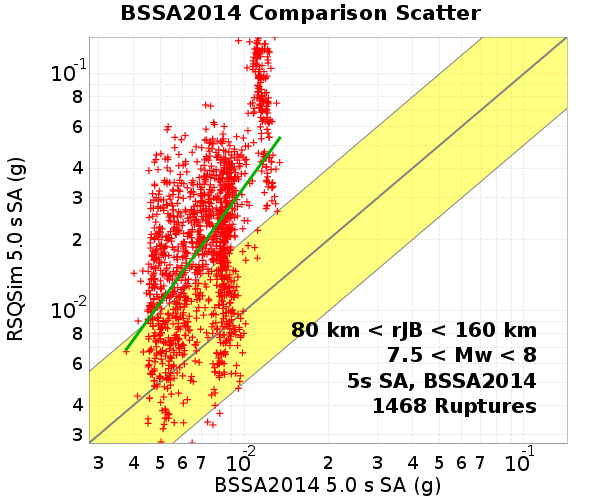 BSSA2014 Comparison Scatter
RSQSim 5.0 s SA (g)
10-1
8
6
4
3
2
10-2
8
6
4
3
80 km < rJB < 160 km
7.5 < Mw < 8
5s SA, BSSA2014
1468 Ruptures
3 4 5 6 7 10-2 2 3 4 5 6 7 10-1
BSSA2014 5.0 s SA (g)